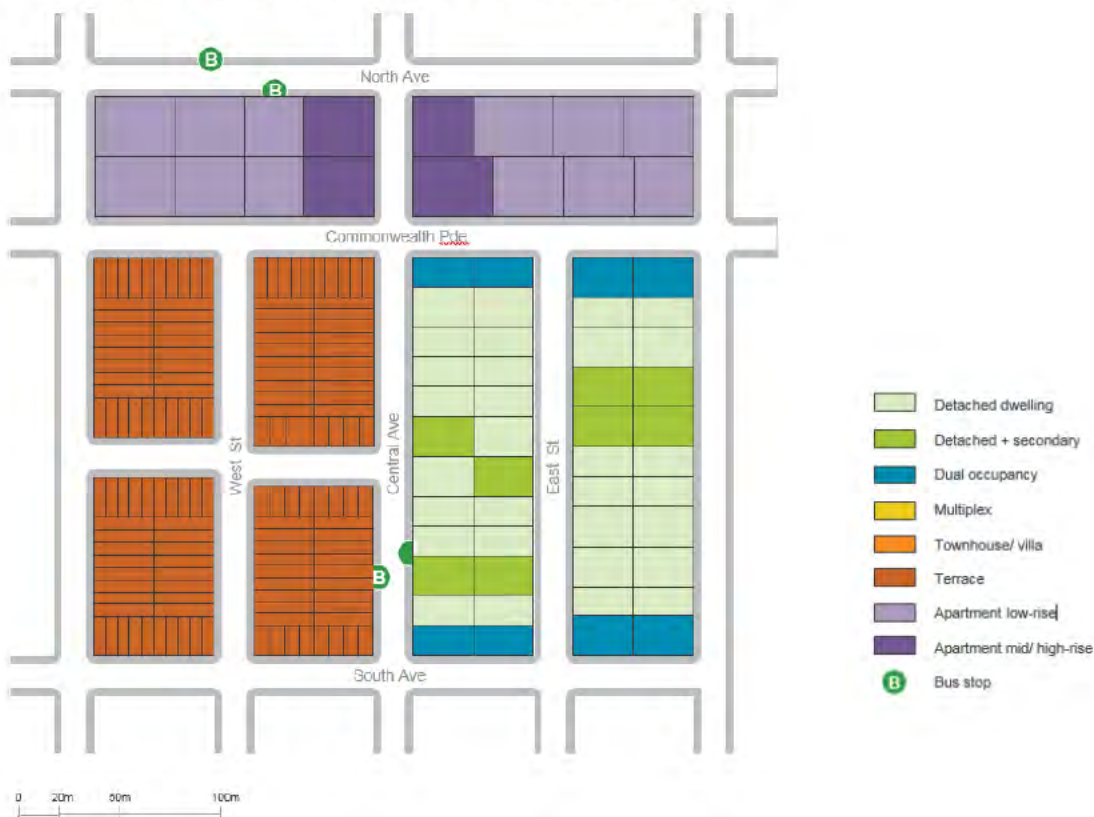 B
North Ave
B
Commonwealth Pde.
West St
Central Ave
East St
B
South Ave
Detached dwelling
Detached + secondary
Dual occupancy
Multiplex
Townhouse/ villa
Terrace
Apartment low-rise
Apartment mid/ high-rise
B
Bus stop
0 20m 50m 100m